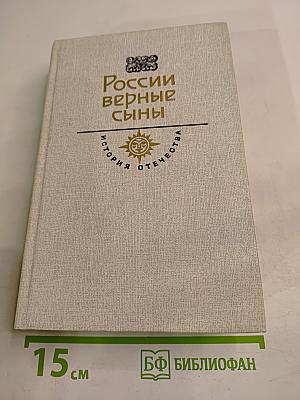 России
верные
сыны
ИСТОРИЯ ОТЕЧЕСТВА
15 см
БФ БИБЛИОФАН